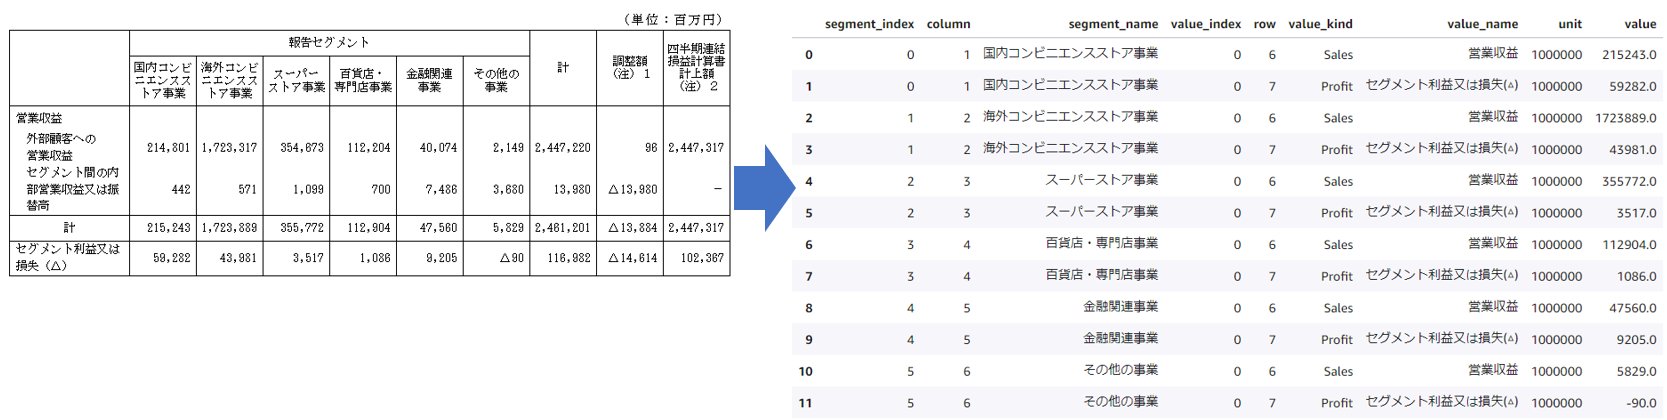 （単位：百万円）
報告セグメント
計
調整額
（注）１
四半期連結
損益計算書
計上額
（注）２
国内コンビ
ニエンスス
トア事業
海外コンビ
ニエンスス
トア事業
スーパー
ストア事業
百貨店・
専門店事業
金融関連
事業
その他の
事業
営業収益
外部顧客への
営業収益
214,801 1,723,317 354,673 112,204 40,074 2,149 2,447,220 96 2,447,317
セグメント間の内
部営業収益又は振
替高
442 571 1,099 700 7,486 3,680 13,980 △13,980 －
計 215,243 1,723,889 355,772 112,904 47,560 5,829 2,461,201 △13,884 2,447,317
セグメント利益又は
損失（△）
59,282 43,981 3,517 1,086 9,205 △90 116,982 △14,614 102,367
segment_index column segment_name value_index row value_kind value_name unit value
0 0 1 国内コンビニエンスストア事業 0 6 Sales 営業収益 1000000 215243.0
1 0 1 国内コンビニエンスストア事業 0 7 Profit セグメント利益又は損失(△) 1000000 59282.0
2 1 2 海外コンビニエンスストア事業 0 6 Sales 営業収益 1000000 1723889.0
3 1 2 海外コンビニエンスストア事業 0 7 Profit セグメント利益又は損失(△) 1000000 43981.0
4 2 3 スーパーストア事業 0 6 Sales 営業収益 1000000 355772.0
5 2 3 スーパーストア事業 0 7 Profit セグメント利益又は損失(△) 1000000 3517.0
6 3 4 百貨店・専門店事業 0 6 Sales 営業収益 1000000 112904.0
7 3 4 百貨店・専門店事業 0 7 Profit セグメント利益又は損失(△) 1000000 1086.0
8 4 5 金融関連事業 0 6 Sales 営業収益 1000000 47560.0
9 4 5 金融関連事業 0 7 Profit セグメント利益又は損失(△) 1000000 9205.0
10 5 6 その他の事業 0 6 Sales 営業収益 1000000 5829.0
11 5 6 その他の事業 0 7 Profit セグメント利益又は損失(△) 1000000 -90.0